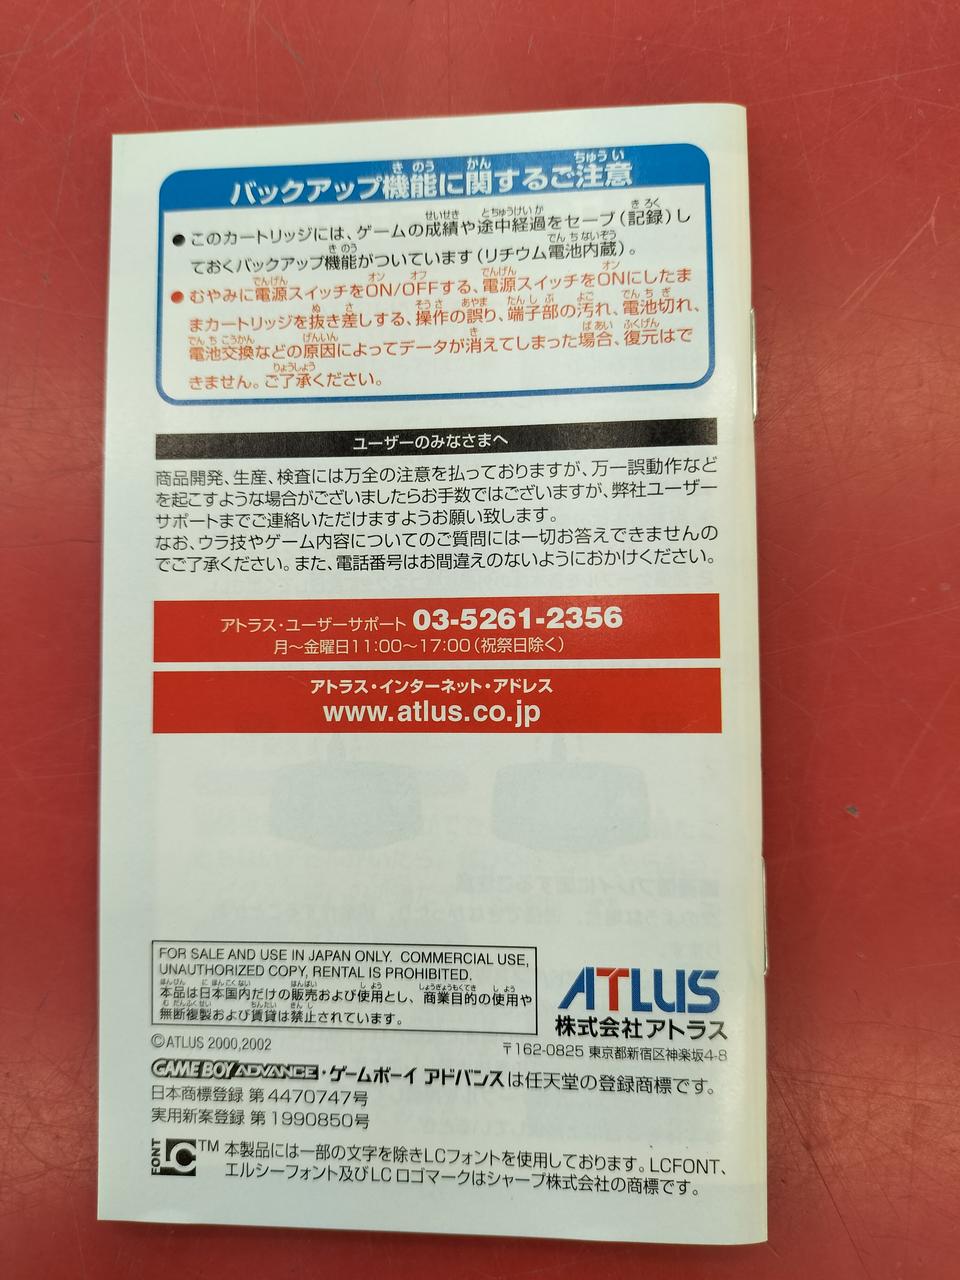 バックアップ機能に関するご注意
●このカートリッジには、ゲームの成績や途中経過をセーブ(記録)し
ておくバックアップ機能がついています(リチウム電池内蔵)。
●むやみに電源スイッチをON/OFFする、電源スイッチをONにしたま
まカートリッジを抜き差しする、操作の誤り、端子部の汚れ、電池切れ、
電池交換などの原因によってデータが消えてしまった場合、復元はで
きません。ご了承ください。
ユーザーのみなさまへ
商品開発、生産、検査には万全の注意を払っておりますが、万一誤動作など
を起こすような場合がございましたらお手数ではございますが、弊社ユーザー
サポートまでご連絡いただけますようお願い致します。
なお、ウラ技やゲーム内容についてのご質問には一切お答えできませんの
でご了承ください。また、電話番号はお間違えのないようにおかけください。
アトラス・ユーザーサポート 03-5261-2356
月〜金曜日11:00〜17:00(祝祭日除く)
アトラス・インターネット・アドレス
www.atlus.co.jp
FOR SALE AND USE IN JAPAN ONLY. COMMERCIAL USE,
UNAUTHORIZED COPY, RENTAL IS PROHIBITED.
本品は日本国内だけの販売および使用とし、商業目的の使用や
無断複製および賃貸は禁止されています。
ATLUS
株式会社アトラス
〒162-0825 東京都新宿区神楽坂4-8
©ATLUS 2000,2002
GAME BOY ADVANCE・ゲームボーイ アドバンスは任天堂の登録商標です。
日本商標登録 第4470747号
実用新案登録 第1990850号
LC FONT TM 本製品には一部の文字を除きLCフォントを使用しております。LCFONT、
エルシーフォント及びLC ロゴマークはシャープ株式会社の商標です。